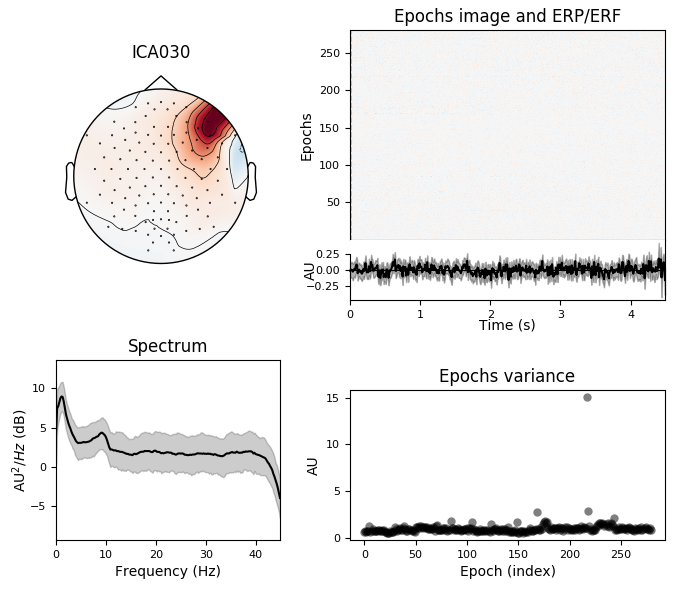 ICA030
Epochs image and ERP/ERF
Epochs
250
200
150
100
50
AU
0.25
0.00
−0.25
0 1 2 3 4
Time (s)
Spectrum
AU²/Hz (dB)
10
5
0
−5
0 10 20 30 40
Frequency (Hz)
Epochs variance
AU
15
10
5
0
0 50 100 150 200 250
Epoch (index)